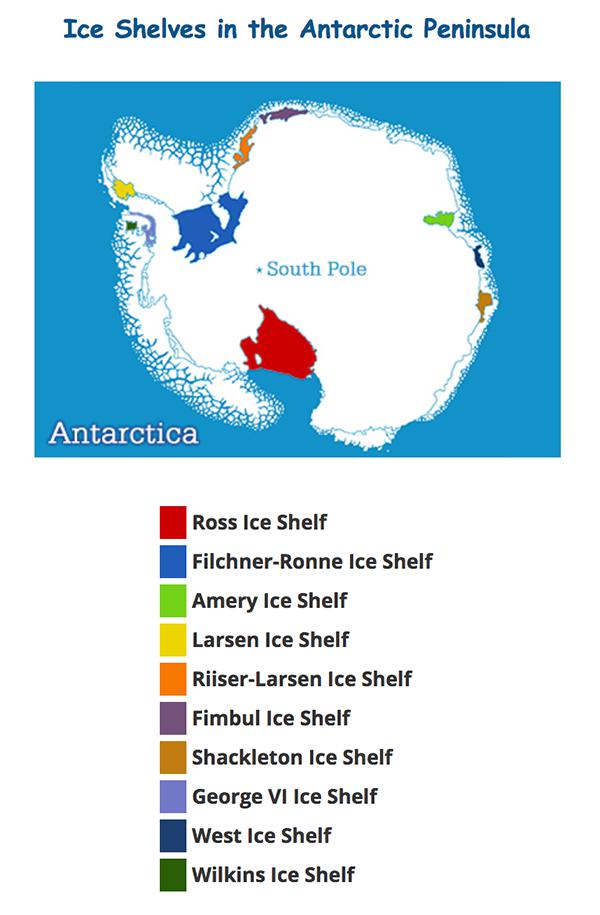 Ice Shelves in the Antarctic Peninsula
South Pole
Antarctica
Ross Ice Shelf
Filchner-Ronne Ice Shelf
Amery Ice Shelf
Larsen Ice Shelf
Riiser-Larsen Ice Shelf
Fimbul Ice Shelf
Shackleton Ice Shelf
George VI Ice Shelf
West Ice Shelf
Wilkins Ice Shelf